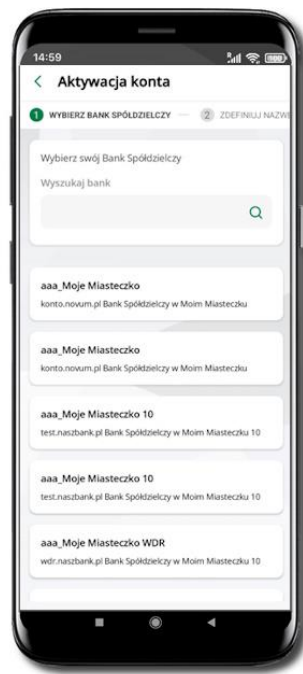 14:59
Aktywacja konta
1 WYBIERZ BANK SPÓŁDZIELCZY 2 ZDEFINIUJ NAZW
Wybierz swój Bank Spółdzielczy
Wyszukaj bank
aaa_Moje Miasteczko
konto.novum.pl Bank Spółdzielczy w Moim Miasteczku
aaa_Moje Miasteczko
konto.novum.pl Bank Spółdzielczy w Moim Miasteczku
aaa_Moje Miasteczko 10
test.naszbank.pl Bank Spółdzielczy w Moim Miasteczku 10
aaa_Moje Miasteczko 10
test.naszbank.pl Bank Spółdzielczy w Moim Miasteczku 10
aaa_Moje Miasteczko WDR
wdr.naszbank.pl Bank Spółdzielczy w Moim Miasteczku 10